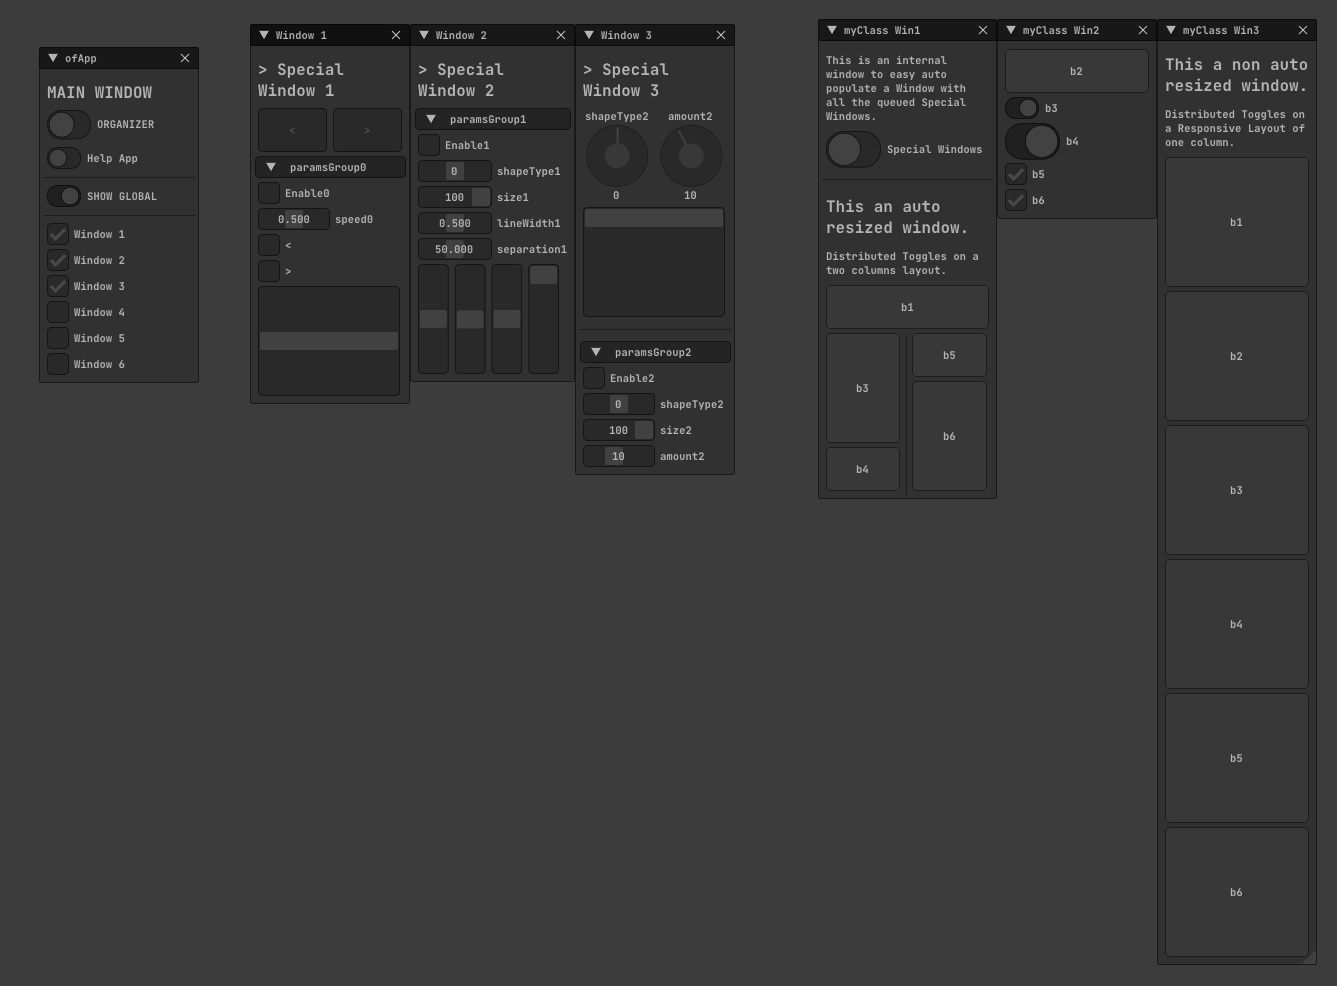 ofApp
MAIN WINDOW
ORGANIZER
Help App
SHOW GLOBAL
Window 1
Window 2
Window 3
Window 4
Window 5
Window 6
Window 1
> Special
Window 1
<
>
paramsGroup0
Enable0
0.500 speed0
<
>
Window 2
> Special
Window 2
paramsGroup1
Enable1
0 shapeType1
100 size1
0.500 lineWidth1
50.000 separation1
Window 3
> Special
Window 3
shapeType2 amount2
0 10
paramsGroup2
Enable2
0 shapeType2
100 size2
10 amount2
myClass Win1
This is an internal
window to easy auto
populate a Window with
all the queued Special
Windows.
Special Windows
This an auto
resized window.
Distributed Toggles on a
two columns layout.
b1
b3
b4
b5
b6
myClass Win2
b2
b3
b4
b5
b6
myClass Win3
This a non auto
resized window.
Distributed Toggles on
a Responsive Layout of
one column.
b1
b2
b3
b4
b5
b6